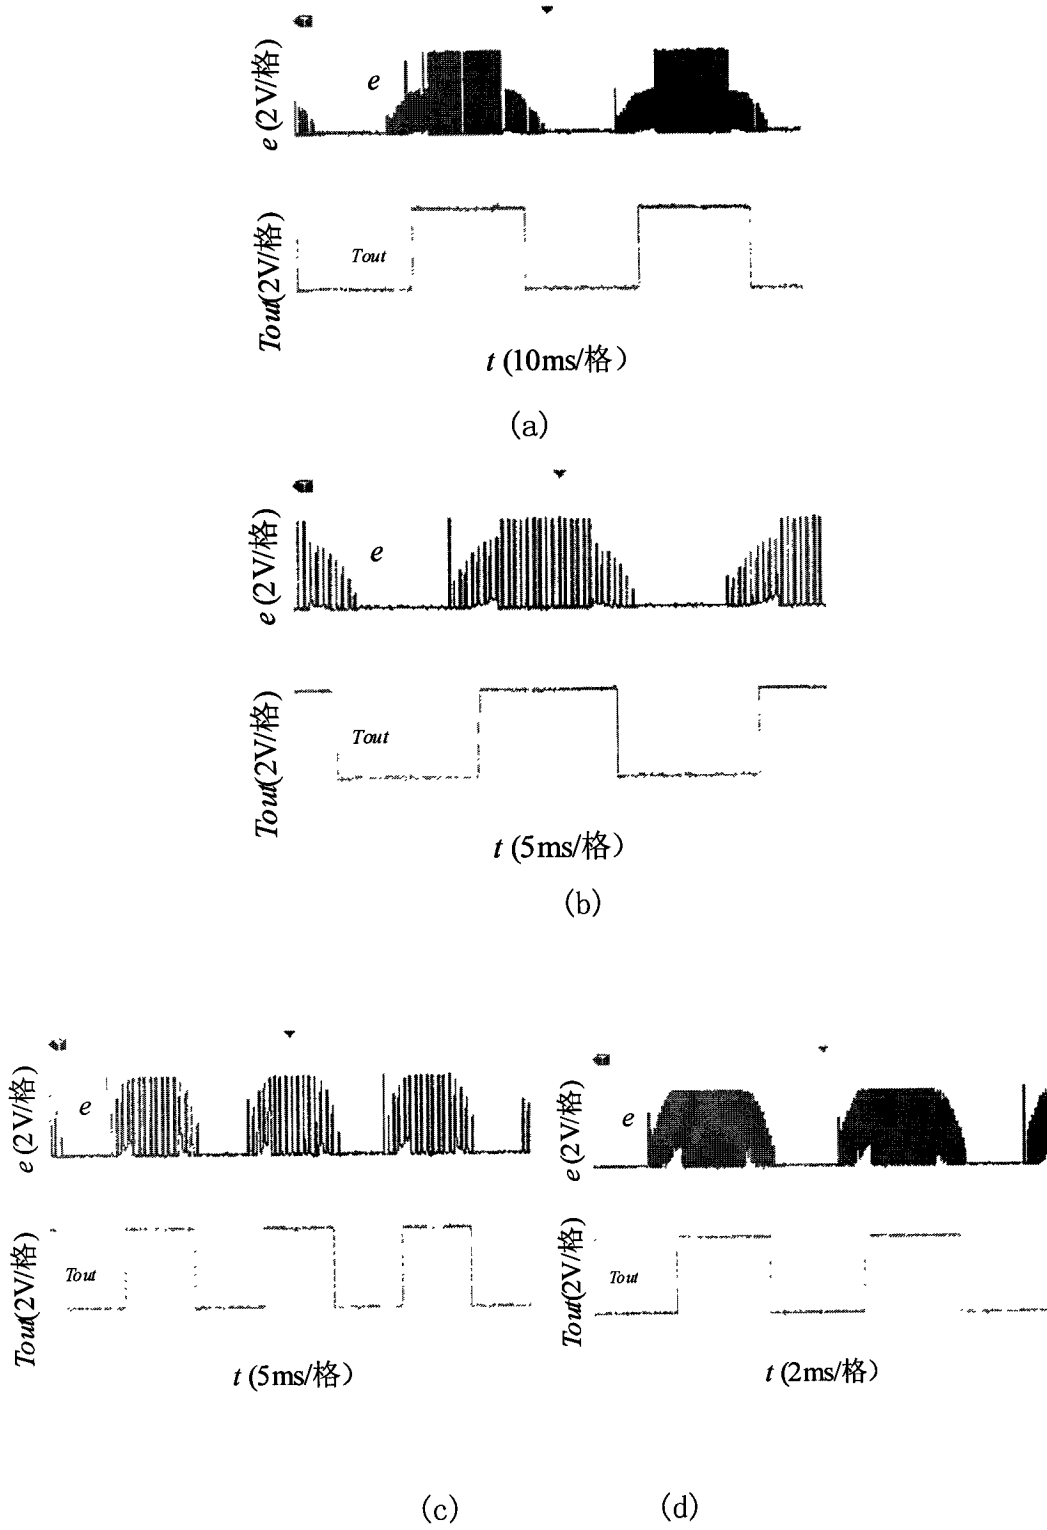 e (2V/格)
e
Tout(2V/格)
Tout
t (10ms/格)
(a)
e (2V/格)
e
Tout(2V/格)
Tout
t (5ms/格)
(b)
e (2V/格)
e
Tout(2V/格)
Tout
t (5ms/格)
e (2V/格)
e
Tout(2V/格)
Tout
t (2ms/格)
(c)
(d)